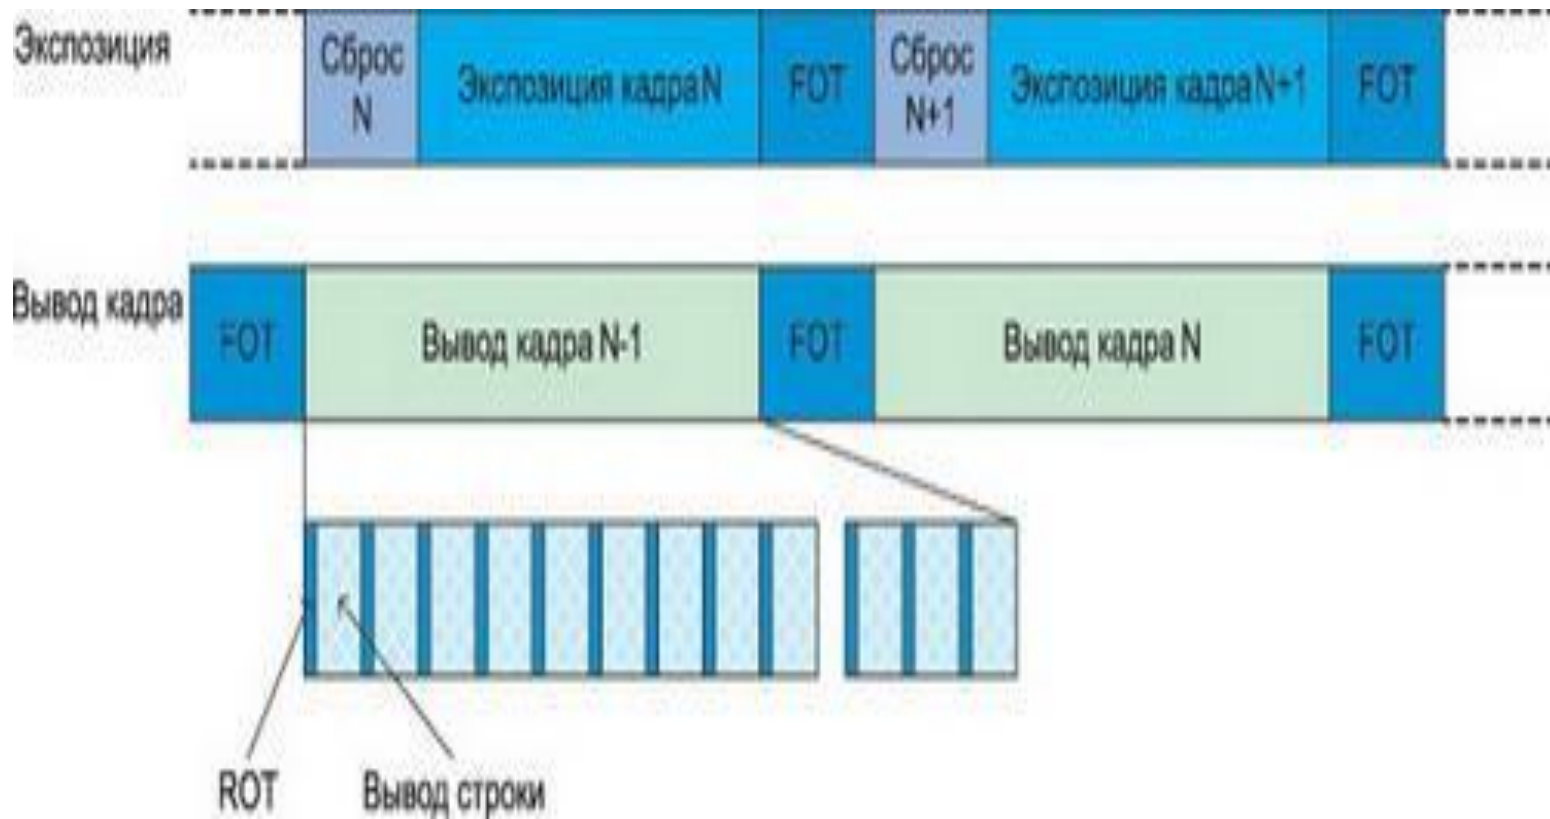 Экспозиция
Сброс
N
Экспозиция кадра N
FOT
Сброс
N+1
Экспозиция кадра N+1
FOT
Вывод кадра
FOT
Вывод кадра N-1
FOT
Вывод кадра N
FOT
ROT
Вывод строки